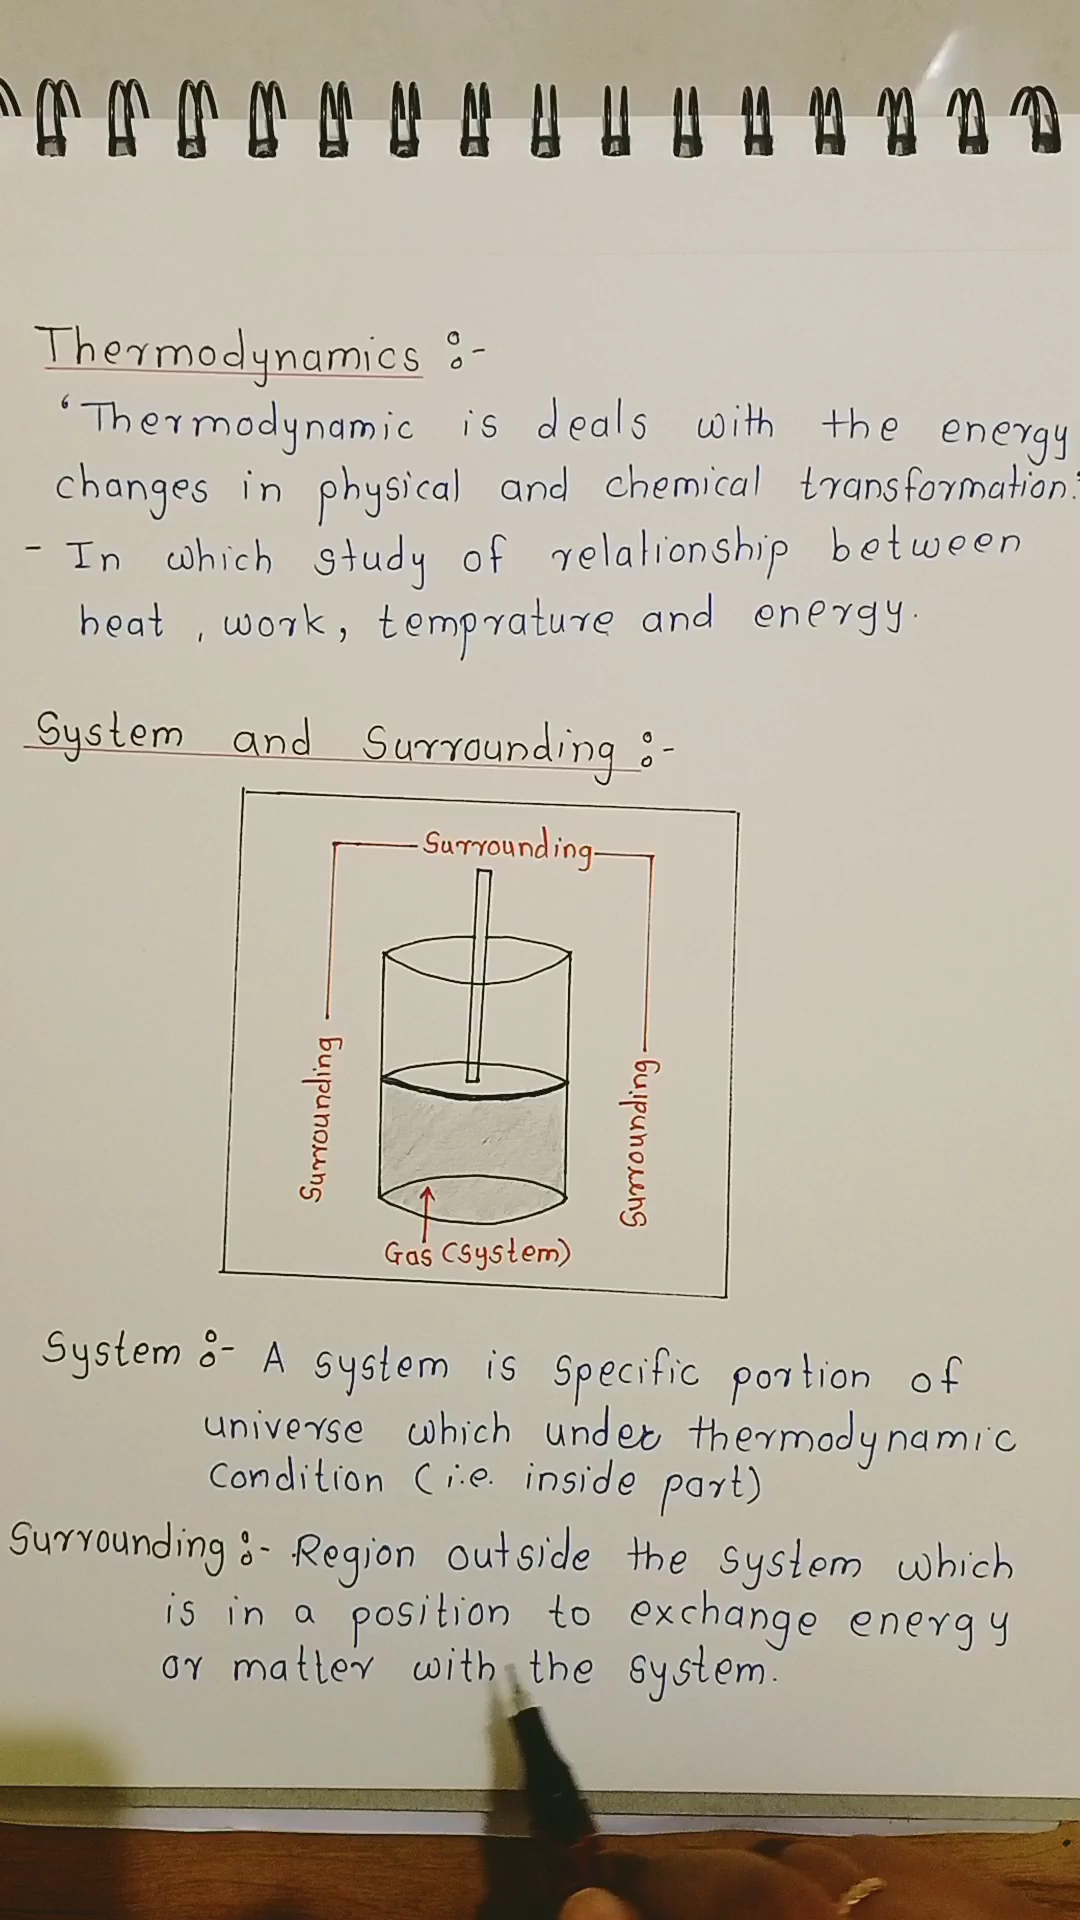 Thermodynamics :-
‘Thermodynamic is deals with the energy
changes in physical and chemical transformation.’
- In which study of relationship between
heat, work, temprature and energy.
System and Surrounding :-
Surrounding
Surrounding
Surrounding
Gas (system)
System :- A system is specific portion of
universe which under thermodynamic
condition (i.e. inside part)
Surrounding :- Region outside the system which
is in a position to exchange energy
or matter with the system.